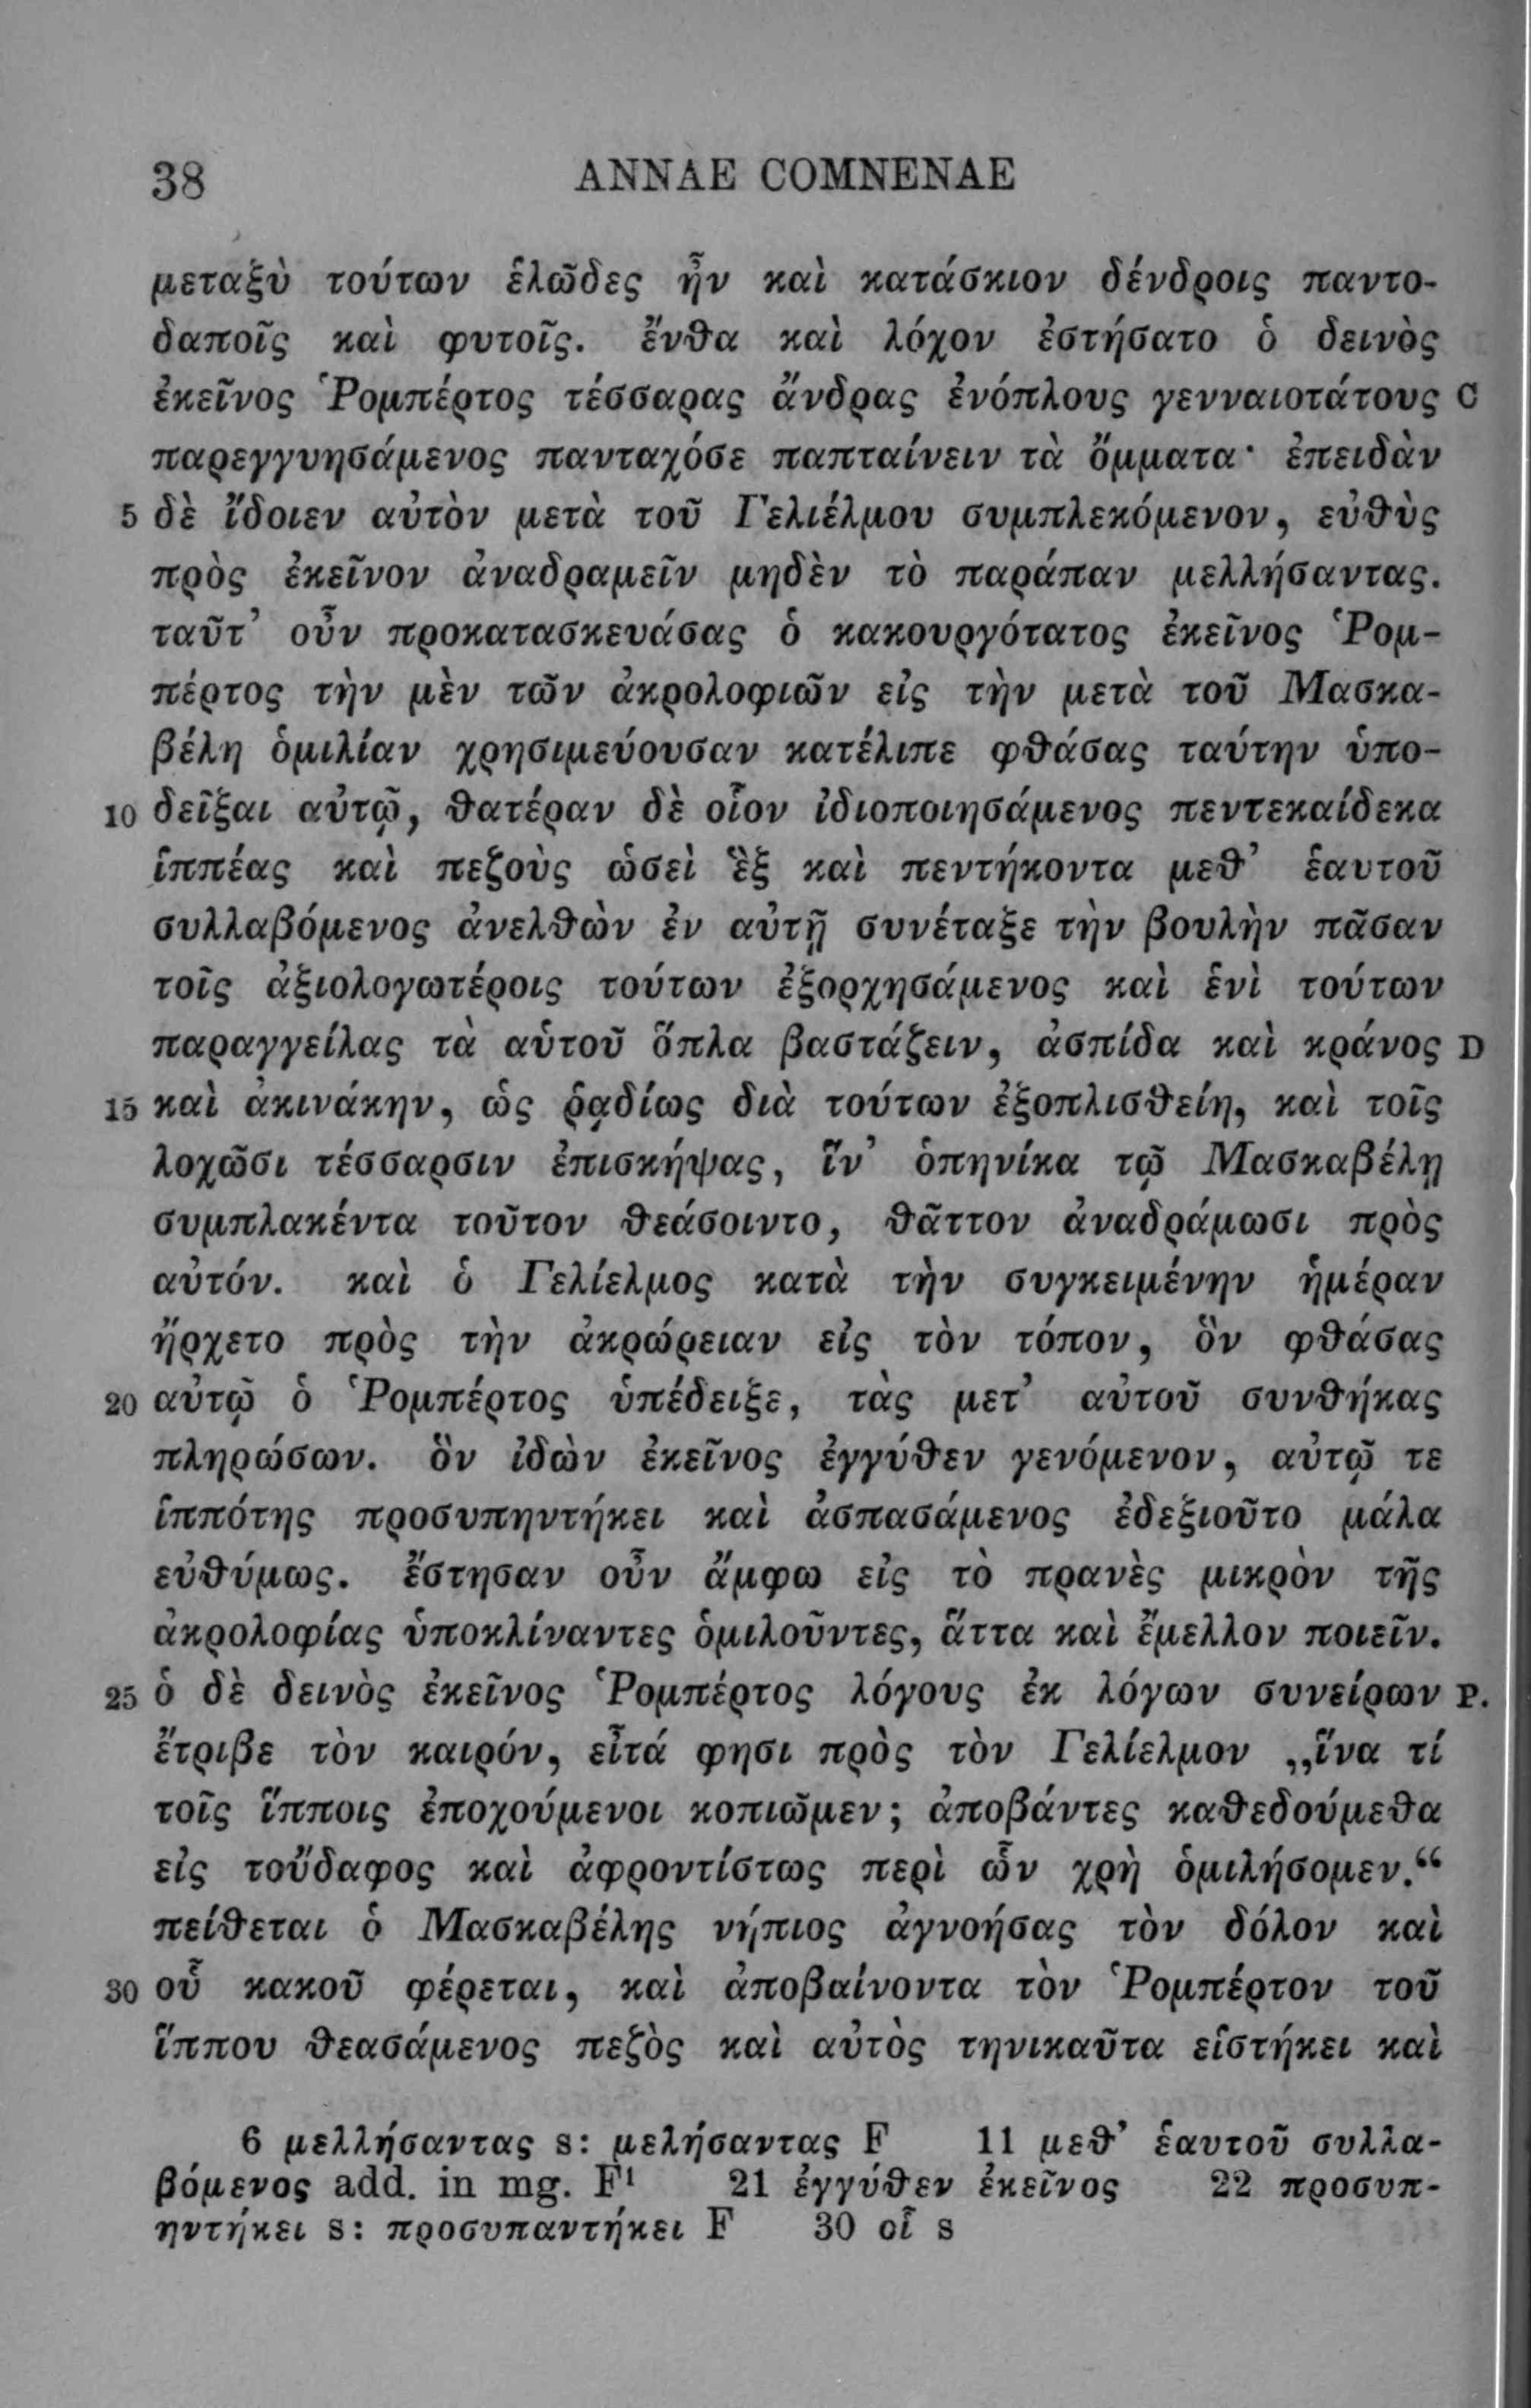 38 ANNAE COMNENAE
μεταξὺ τούτων ἑλῶδες ἦν καὶ κατάσκιον δένδροις παντο-
δαποῖς καὶ φυτοῖς. ἔνθα καὶ λόχον ἐστήσατο ὁ δεινὸς
ἐκεῖνος Ῥομπέρτος τέσσαρας ἄνδρας ἐνόπλους γενναιοτάτους C
παρεγγυησάμενος πανταχόσε παπταίνειν τὰ ὄμματα· ἐπειδὰν
5 δὲ ἴδοιεν αὐτὸν μετὰ τοῦ Γελιέλμου συμπλεκόμενον, εὐθὺς
πρὸς ἐκεῖνον ἀναδραμεῖν μηδὲν τὸ παράπαν μελλήσαντας.
ταῦτ' οὖν προκατασκευάσας ὁ κακουργότατος ἐκεῖνος Ῥομ-
πέρτος τὴν μὲν τῶν ἀκρολοφιῶν εἰς τὴν μετὰ τοῦ Μασκα-
βέλη ὁμιλίαν χρησιμεύουσαν κατέλιπε φθάσας ταύτην ὑπο-
10 δεῖξαι αὐτῷ, θατέραν δὲ οἷον ἰδιοποιησάμενος πεντεκαίδεκα
ἱππέας καὶ πεζοὺς ὡσεὶ ἓξ καὶ πεντήκοντα μεθ' ἑαυτοῦ
συλλαβόμενος ἀνελθὼν ἐν αὐτῇ συνέταξε τὴν βουλὴν πᾶσαν
τοῖς ἀξιολογωτέροις τούτων ἐξορχησάμενος καὶ ἑνὶ τούτων
παραγγείλας τὰ αὑτοῦ ὅπλα βαστάζειν, ἀσπίδα καὶ κράνος D
15 καὶ ἀκινάκην, ὡς ῥᾳδίως διὰ τούτων ἐξοπλισθείη, καὶ τοῖς
λοχῶσι τέσσαρσιν ἐπισκήψας, ἵν' ὁπηνίκα τῷ Μασκαβέλῃ
συμπλακέντα τοῦτον θεάσοιντο, θᾶττον ἀναδράμωσι πρὸς
αὐτόν. καὶ ὁ Γελίελμος κατὰ τὴν συγκειμένην ἡμέραν
ἤρχετο πρὸς τὴν ἀκρώρειαν εἰς τὸν τόπον, ὃν φθάσας
20 αὐτῷ ὁ Ῥομπέρτος ὑπέδειξε, τὰς μετ' αὐτοῦ συνθήκας
πληρώσων. ὃν ἰδὼν ἐκεῖνος ἐγγύθεν γενόμενον, αὐτῷ τε
ἱππότης προσυπηντήκει καὶ ἀσπασάμενος ἐδεξιοῦτο μάλα
εὐθύμως. ἔστησαν οὖν ἄμφω εἰς τὸ πρανὲς μικρὸν τῆς
ἀκρολοφίας ὑποκλίναντες ὁμιλοῦντες, ἅττα καὶ ἔμελλον ποιεῖν.
25 ὁ δὲ δεινὸς ἐκεῖνος Ῥομπέρτος λόγους ἐκ λόγων συνείρων P.
ἔτριβε τὸν καιρόν, εἶτά φησι πρὸς τὸν Γελίελμον „ἵνα τί
τοῖς ἵπποις ἐποχούμενοι κοπιῶμεν; ἀποβάντες καθεδούμεθα
εἰς τοὔδαφος καὶ ἀφροντίστως περὶ ὧν χρὴ ὁμιλήσομεν.“
πείθεται ὁ Μασκαβέλης νήπιος ἀγνοήσας τὸν δόλον καὶ
30 οὗ κακοῦ φέρεται, καὶ ἀποβαίνοντα τὸν Ῥομπέρτον τοῦ
ἵππου θεασάμενος πεζὸς καὶ αὐτὸς τηνικαῦτα εἱστήκει καὶ
6 μελλήσαντας s: μελήσαντας F 11 μεθ' ἑαυτοῦ συλλα-
βόμενος add. in mg. F¹ 21 ἐγγύθεν ἐκεῖνος 22 προσυπ-
ηντήκει s: προσυπαντήκει F 30 οἷ s